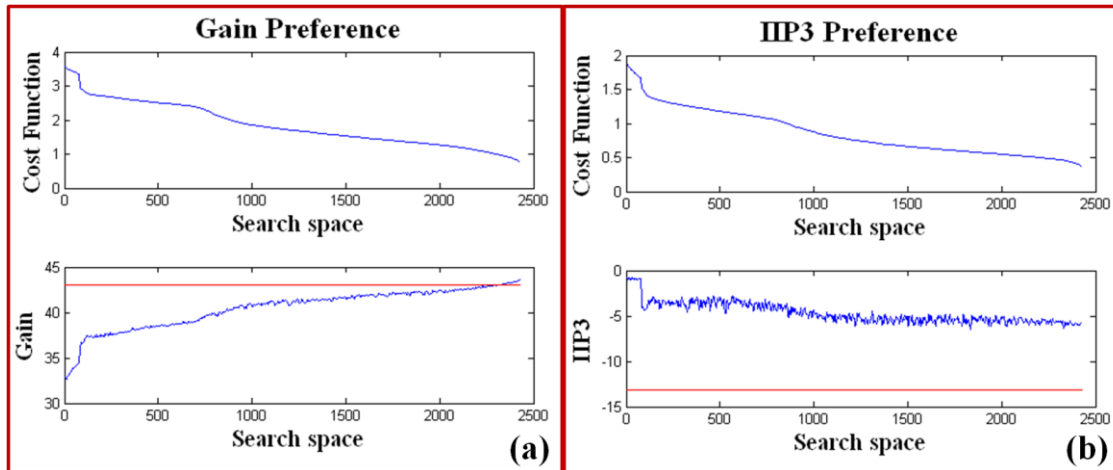 Gain Preference
4
3
2
1
0
Cost Function
0 500 1000 1500 2000 2500
Search space
45
40
35
30
Gain
0 500 1000 1500 2000 2500
Search space
(a)
IIP3 Preference
2
1.5
1
0.5
0
Cost Function
0 500 1000 1500 2000 2500
Search space
0
-5
-10
-15
IIP3
0 500 1000 1500 2000 2500
Search space
(b)